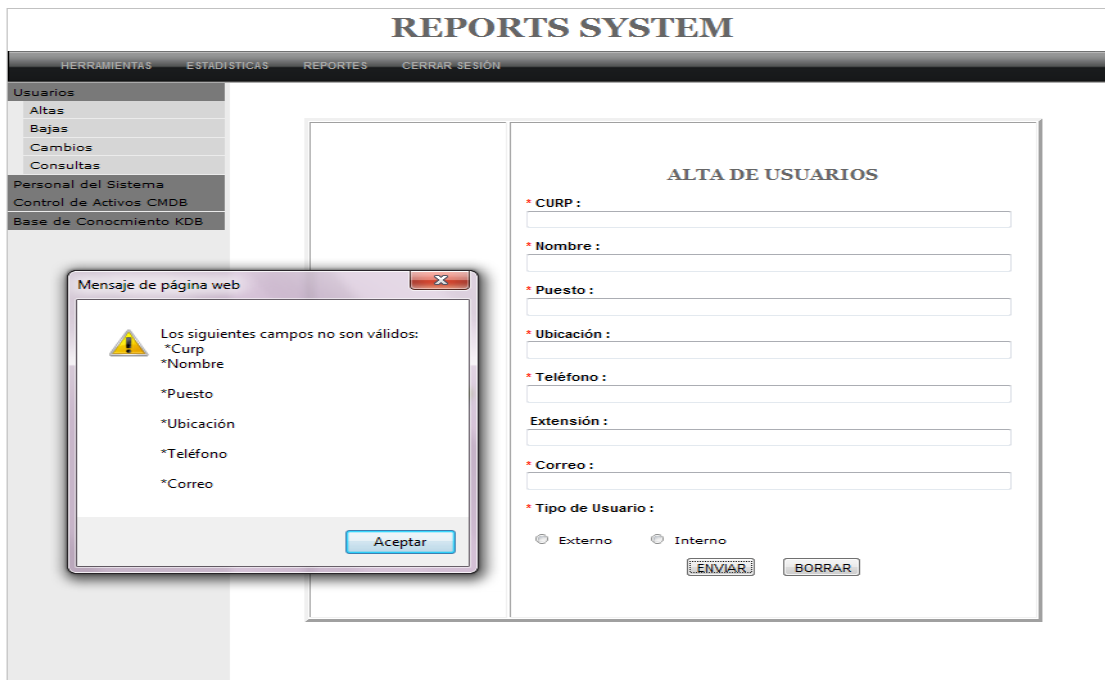 REPORTS SYSTEM
HERRAMIENTAS ESTADISTICAS REPORTES CERRAR SESIÓN
Usuarios
Altas
Bajas
Cambios
Consultas
Personal del Sistema
Control de Activos CMDB
Base de Conocmiento KDB
Mensaje de página web
Los siguientes campos no son válidos:
*Curp
*Nombre
*Puesto
*Ubicación
*Teléfono
*Correo
Aceptar
ALTA DE USUARIOS
* CURP :
* Nombre :
* Puesto :
* Ubicación :
* Teléfono :
Extensión :
* Correo :
* Tipo de Usuario :
Externo Interno
ENVIAR BORRAR